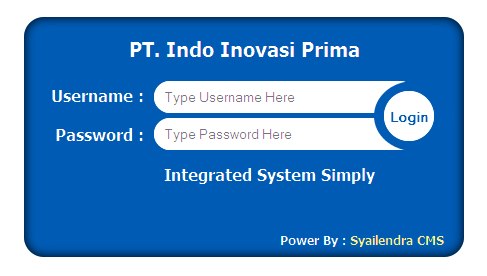 PT. Indo Inovasi Prima
Username : Type Username Here
Password : Type Password Here
Login
Integrated System Simply
Power By : Syailendra CMS